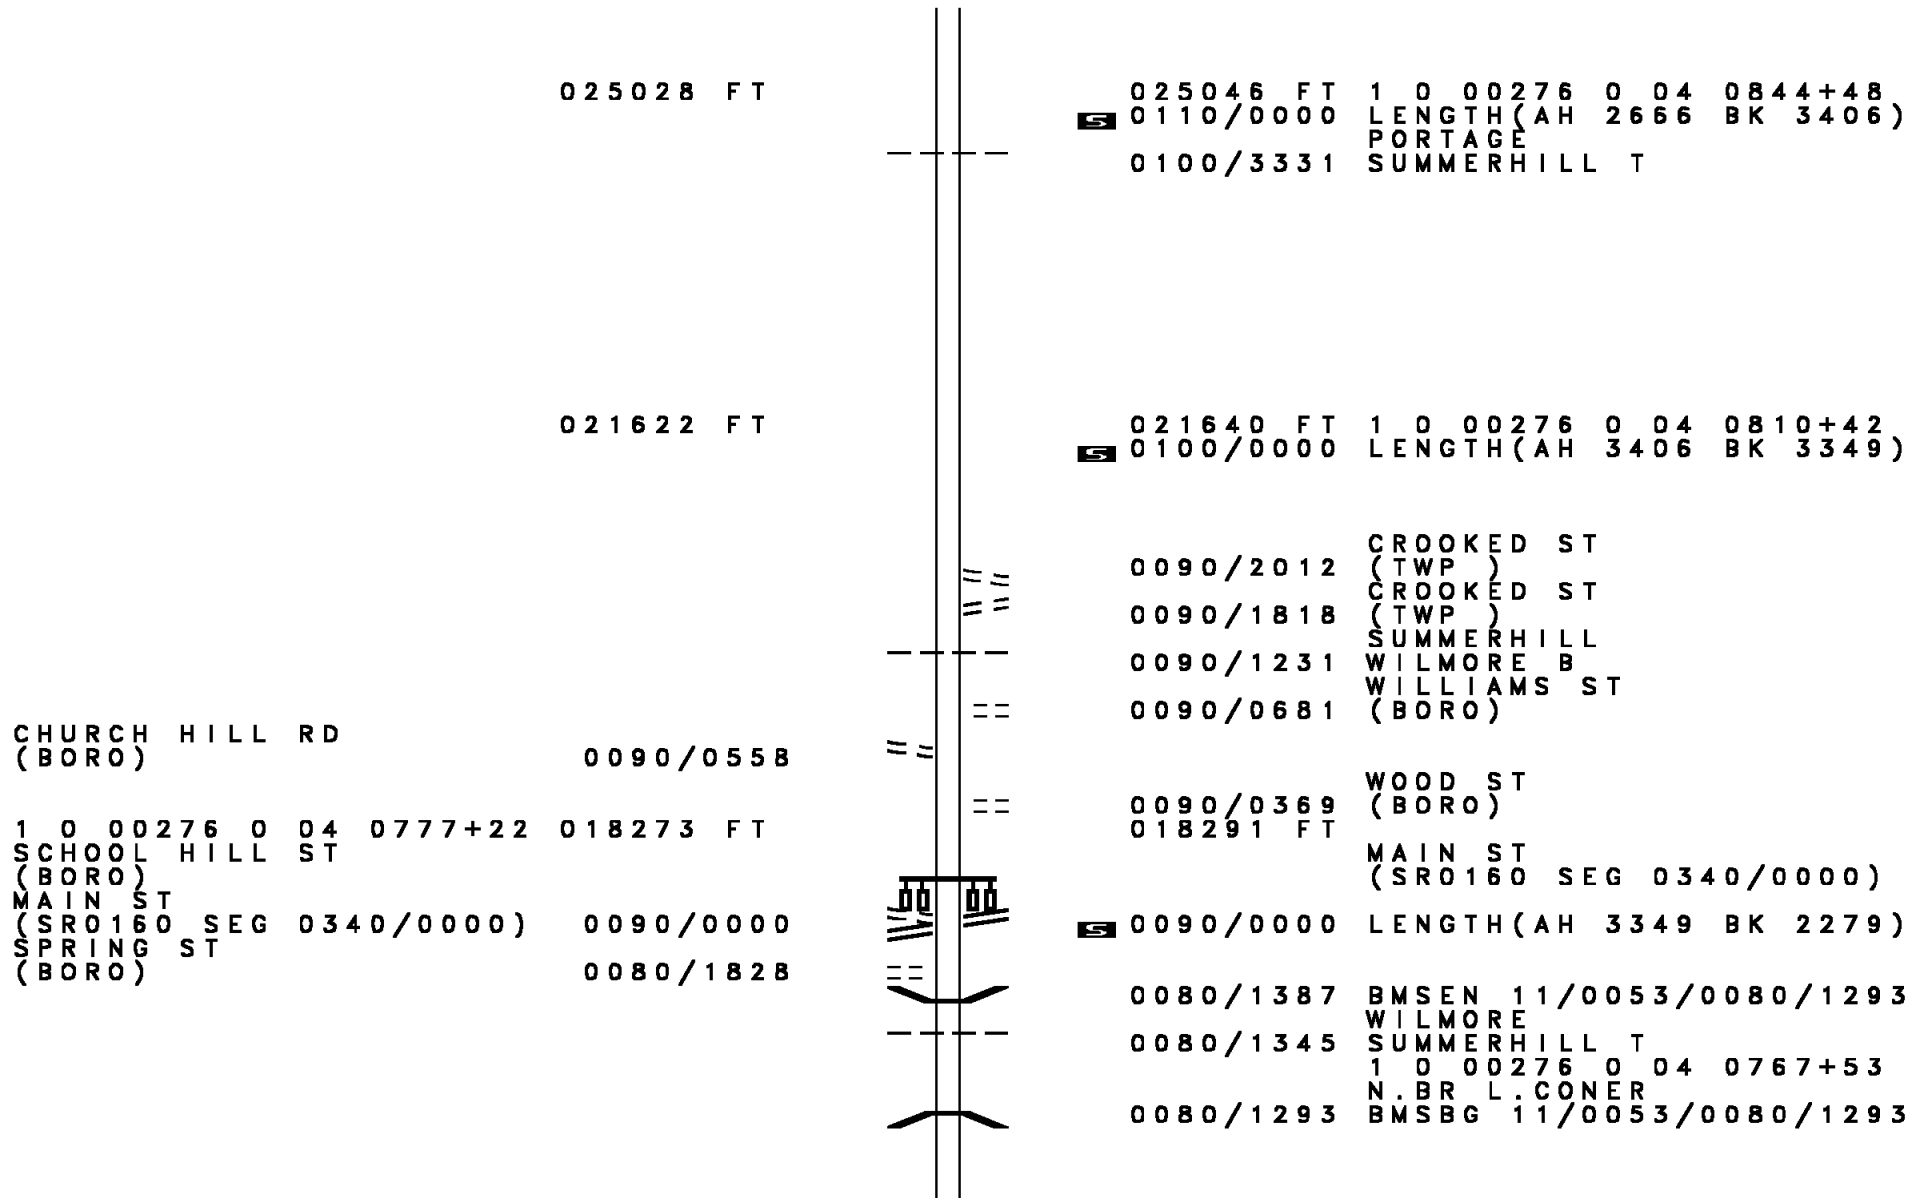 025028 FT 025046 FT 1 0 00276 0 04 0844+48
S 0110/0000 LENGTH(AH 2666 BK 3406)
PORTAGE
0100/3331 SUMMERHILL T
021622 FT 021640 FT 1 0 00276 0 04 0810+42
S 0100/0000 LENGTH(AH 3406 BK 3349)
CROOKED ST
0090/2012 (TWP )
CROOKED ST
0090/1818 (TWP )
SUMMERHILL
0090/1231 WILMORE B
WILLIAMS ST
0090/0681 (BORO)
CHURCH HILL RD
(BORO) 0090/0558
WOOD ST
0090/0369 (BORO)
1 0 00276 0 04 0777+22 018273 FT 018291 FT
SCHOOL HILL ST MAIN ST
(BORO) (SR0160 SEG 0340/0000)
MAIN ST
(SR0160 SEG 0340/0000) 0090/0000 S 0090/0000 LENGTH(AH 3349 BK 2279)
SPRING ST
(BORO) 0080/1828
0080/1387 BMSEN 11/0053/0080/1293
WILMORE
0080/1345 SUMMERHILL T
1 0 00276 0 04 0767+53
N.BR L.CONER
0080/1293 BMSBG 11/0053/0080/1293